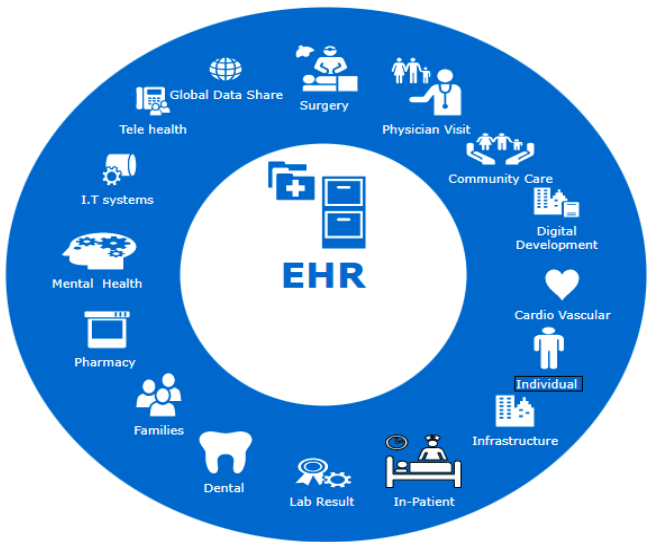 Global Data Share
Surgery
Physician Visit
Tele health
Community Care
I.T systems
Digital
Development
EHR
Mental Health
Cardio Vascular
Pharmacy
Individual
Families
Infrastructure
Dental
Lab Result
In-Patient